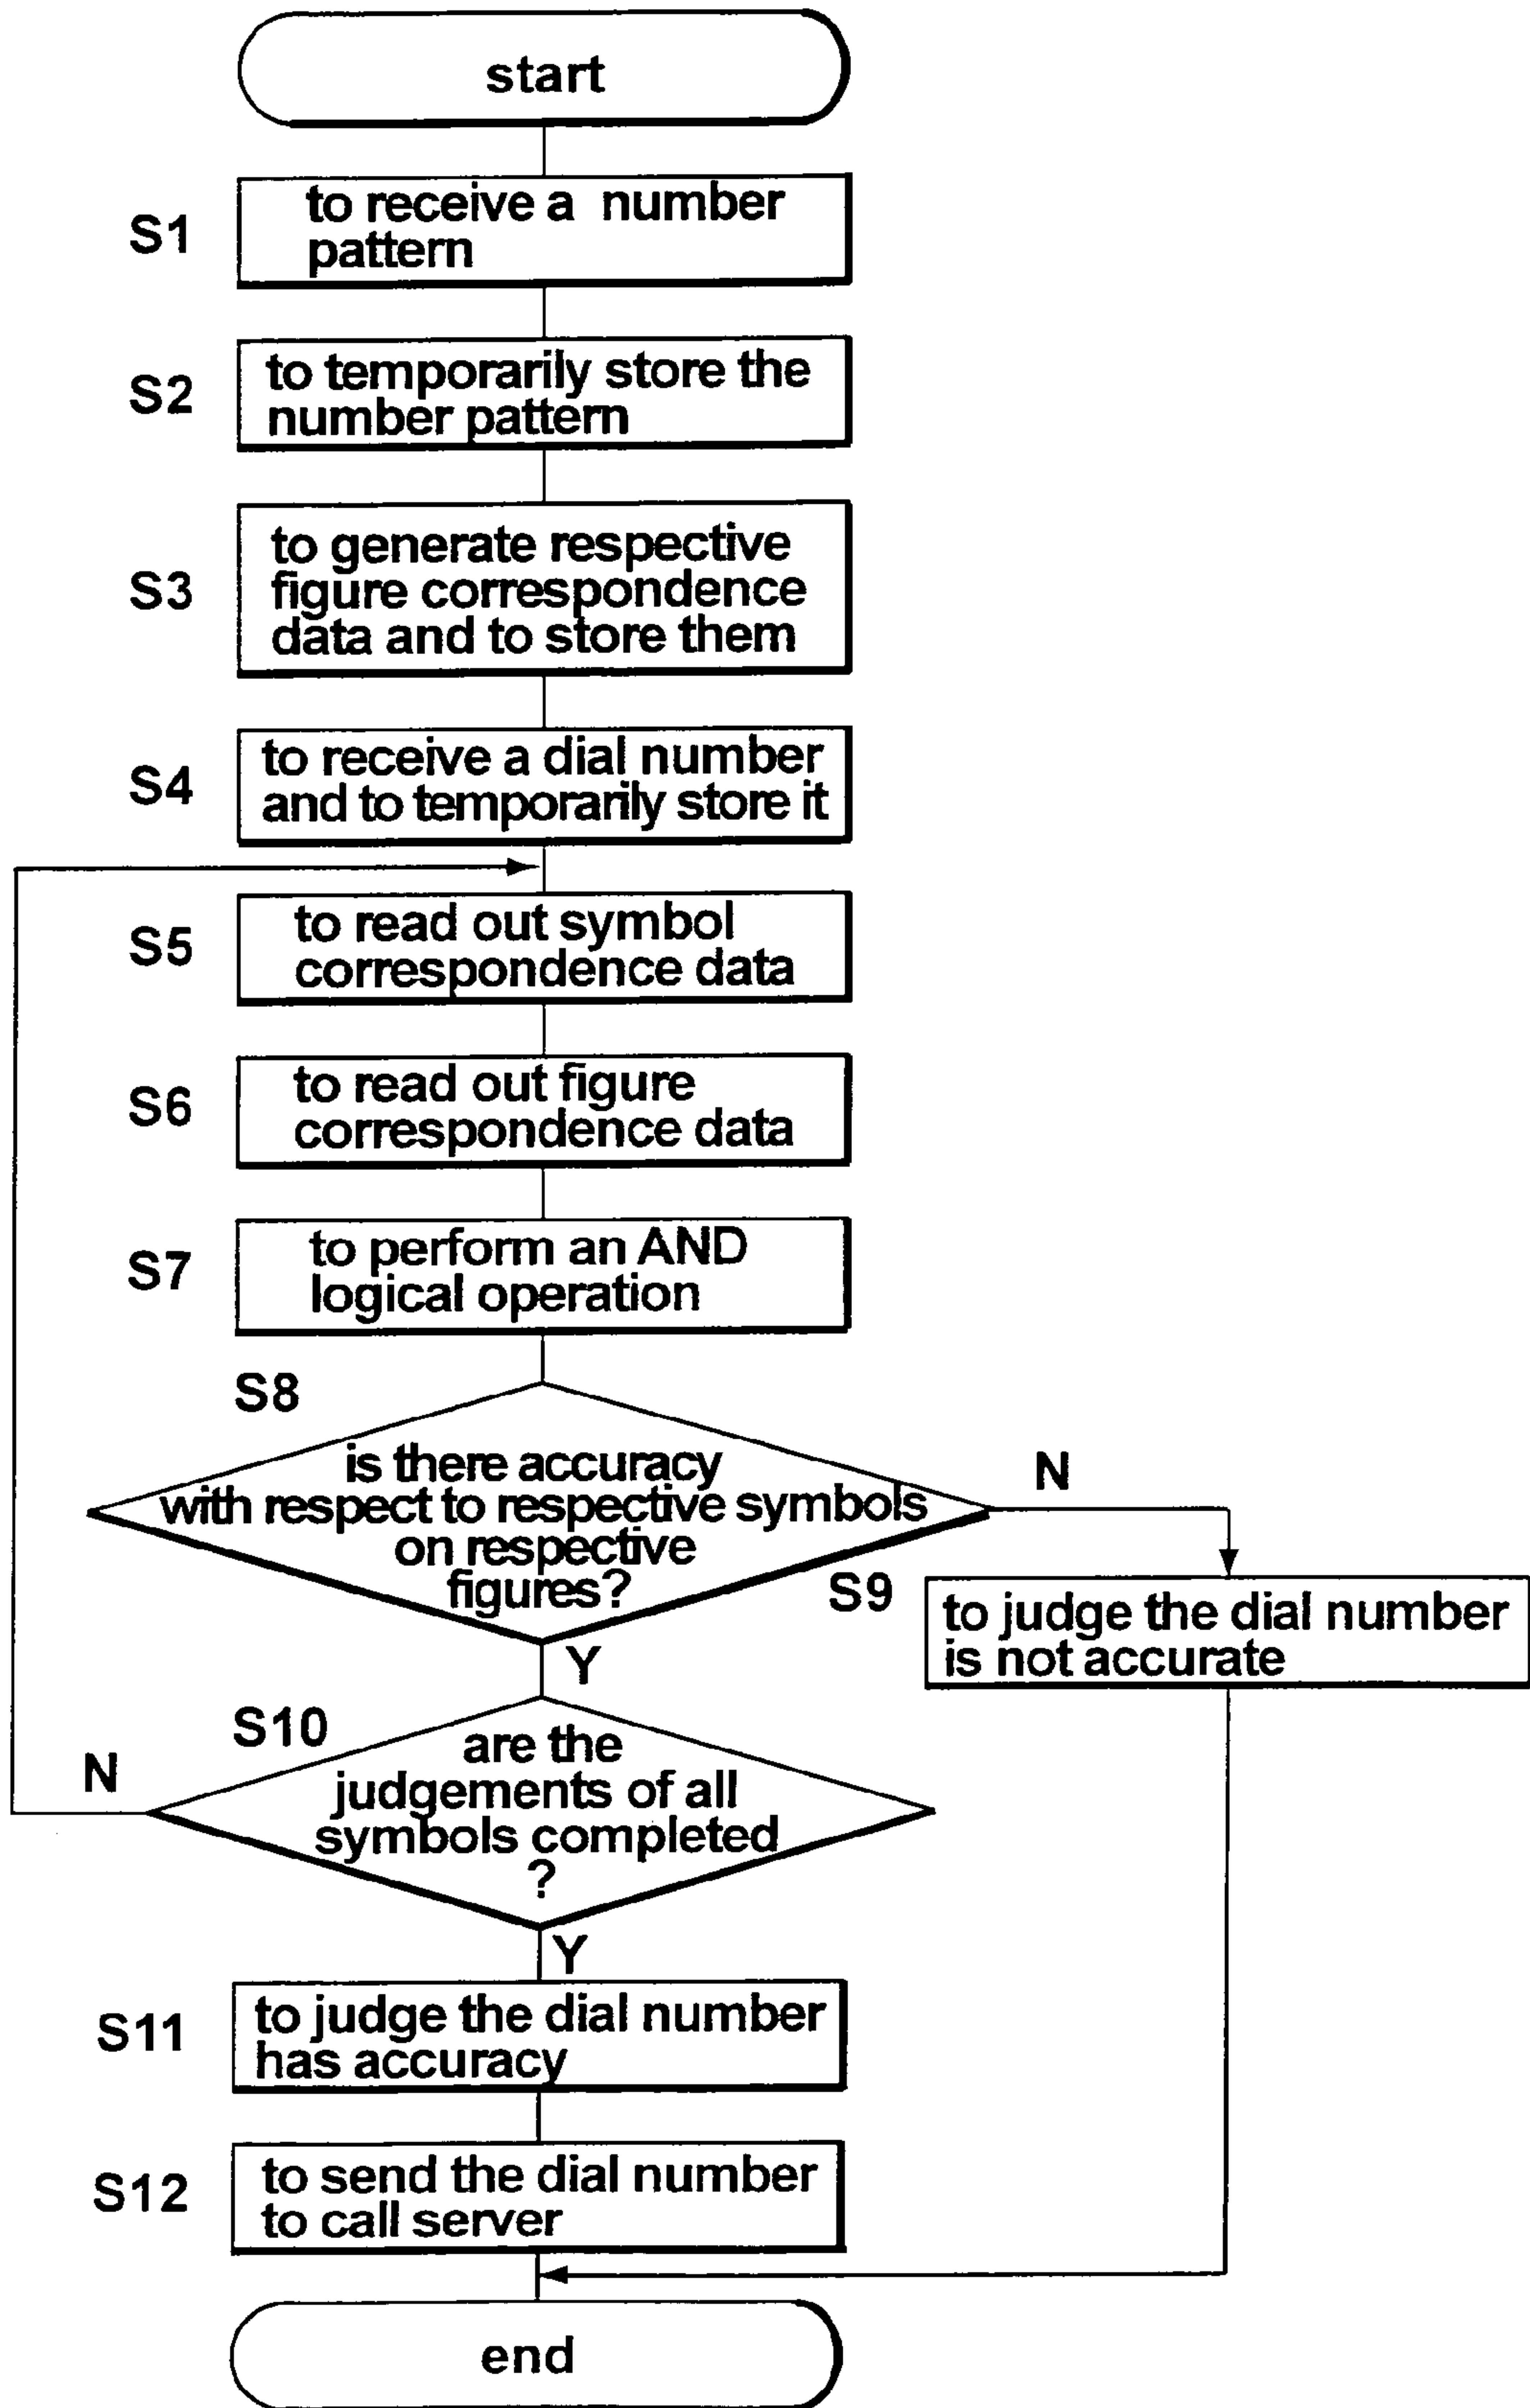 start
S1
to receive a number
pattern
S2
to temporarily store the
number pattern
S3
to generate respective
figure correspondence
data and to store them
S4
to receive a dial number
and to temporarily store it
S5
to read out symbol
correspondence data
S6
to read out figure
correspondence data
S7
to perform an AND
logical operation
S8
is there accuracy
with respect to respective symbols
on respective
figures?
N
Y
S9
to judge the dial number
is not accurate
S10
are the
judgements of all
symbols completed
?
N
Y
S11
to judge the dial number
has accuracy
S12
to send the dial number
to call server
end